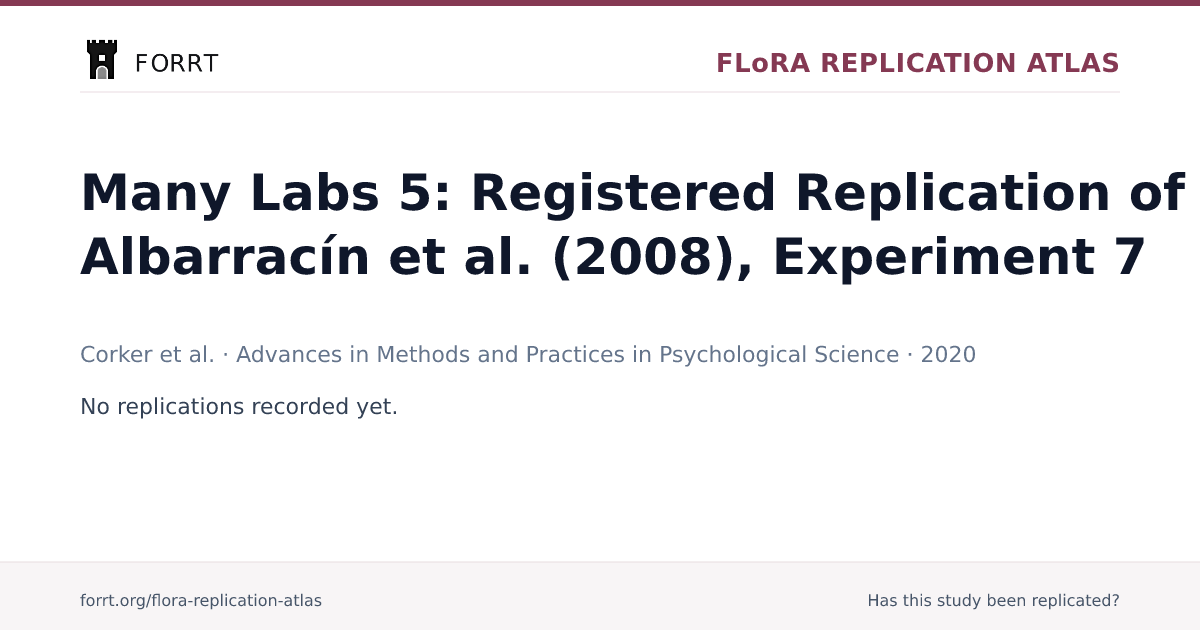 FORRT
FLoRA REPLICATION ATLAS
Many Labs 5: Registered Replication of
Albarracín et al. (2008), Experiment 7
Corker et al. · Advances in Methods and Practices in Psychological Science · 2020
No replications recorded yet.
forrt.org/flora-replication-atlas
Has this study been replicated?